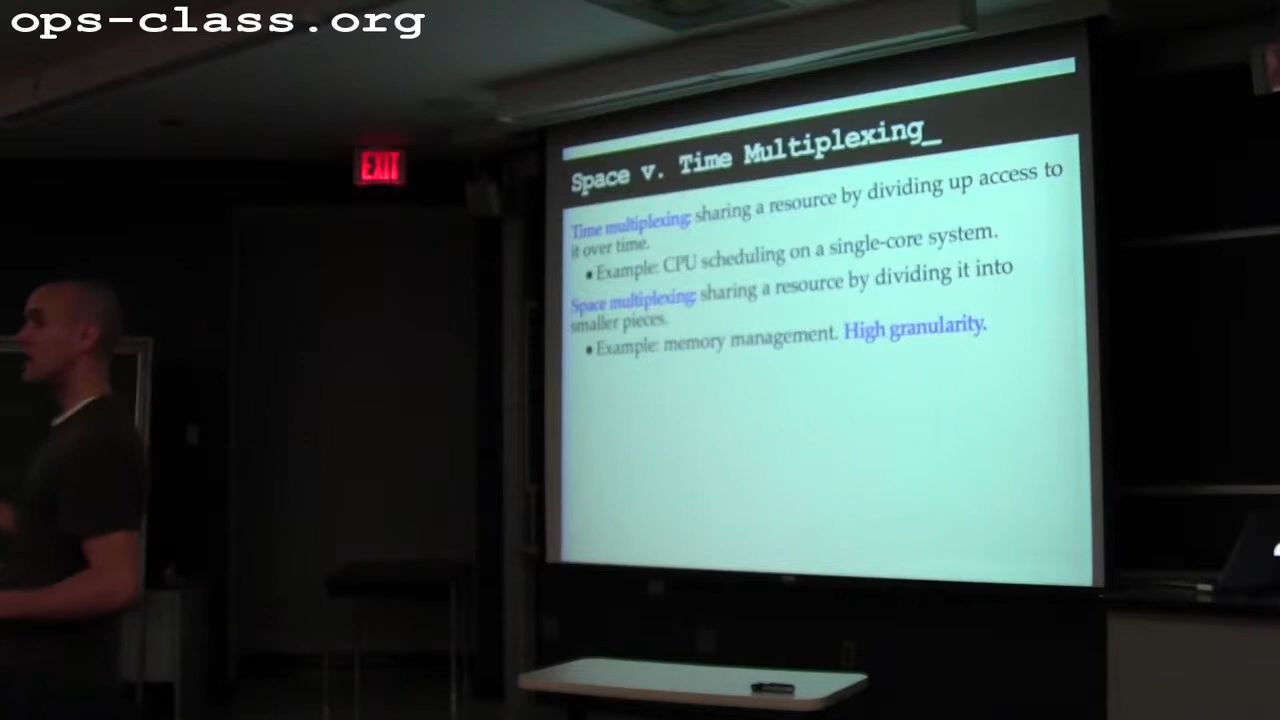 ops-class.org
EXIT
Space v. Time Multiplexing_
Time multiplexing: sharing a resource by dividing up access to
it over time.
• Example: CPU scheduling on a single-core system.
Space multiplexing: sharing a resource by dividing it into
smaller pieces.
• Example: memory management. High granularity.